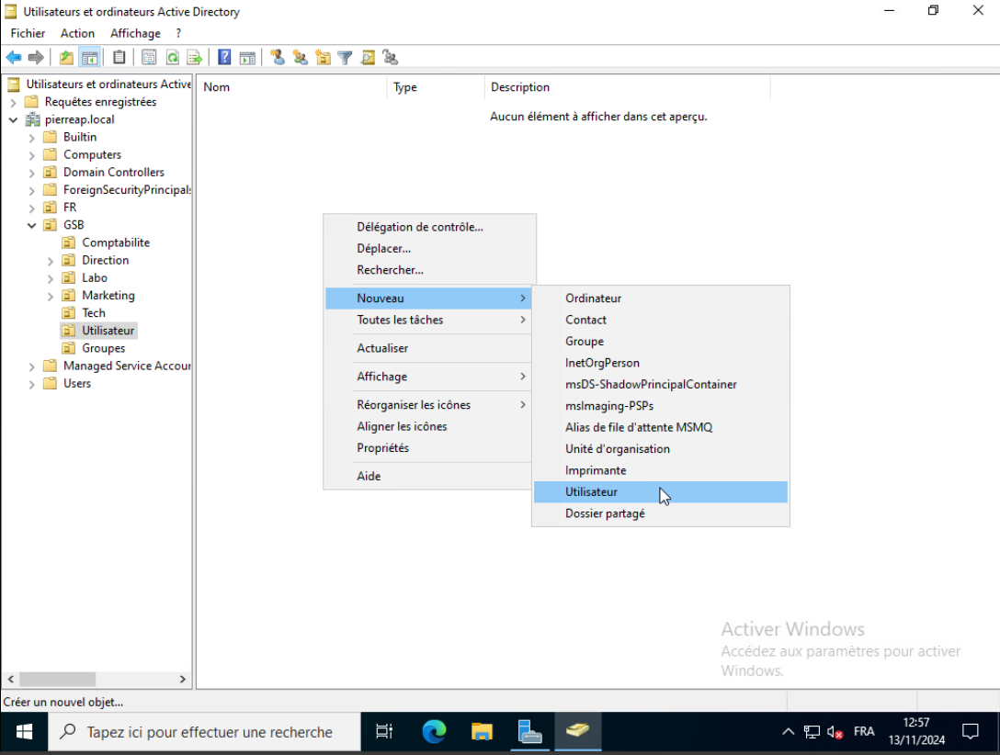 Utilisateurs et ordinateurs Active Directory
Fichier Action Affichage ?
Utilisateurs et ordinateurs Active
Requêtes enregistrées
pierreap.local
Builtin
Computers
Domain Controllers
ForeignSecurityPrincipals
FR
GSB
Comptabilite
Direction
Labo
Marketing
Tech
Utilisateur
Groupes
Managed Service Accour
Users
Nom Type Description
Aucun élément à afficher dans cet aperçu.
Délégation de contrôle...
Déplacer...
Rechercher...
Nouveau
Toutes les tâches
Actualiser
Affichage
Réorganiser les icônes
Aligner les icônes
Propriétés
Aide
Ordinateur
Contact
Groupe
InetOrgPerson
msDS-ShadowPrincipalContainer
msImaging-PSPs
Alias de file d'attente MSMQ
Unité d'organisation
Imprimante
Utilisateur
Dossier partagé
Activer Windows
Accédez aux paramètres pour activer
Windows.
Créer un nouvel objet...
Tapez ici pour effectuer une recherche
FRA
12:57
13/11/2024